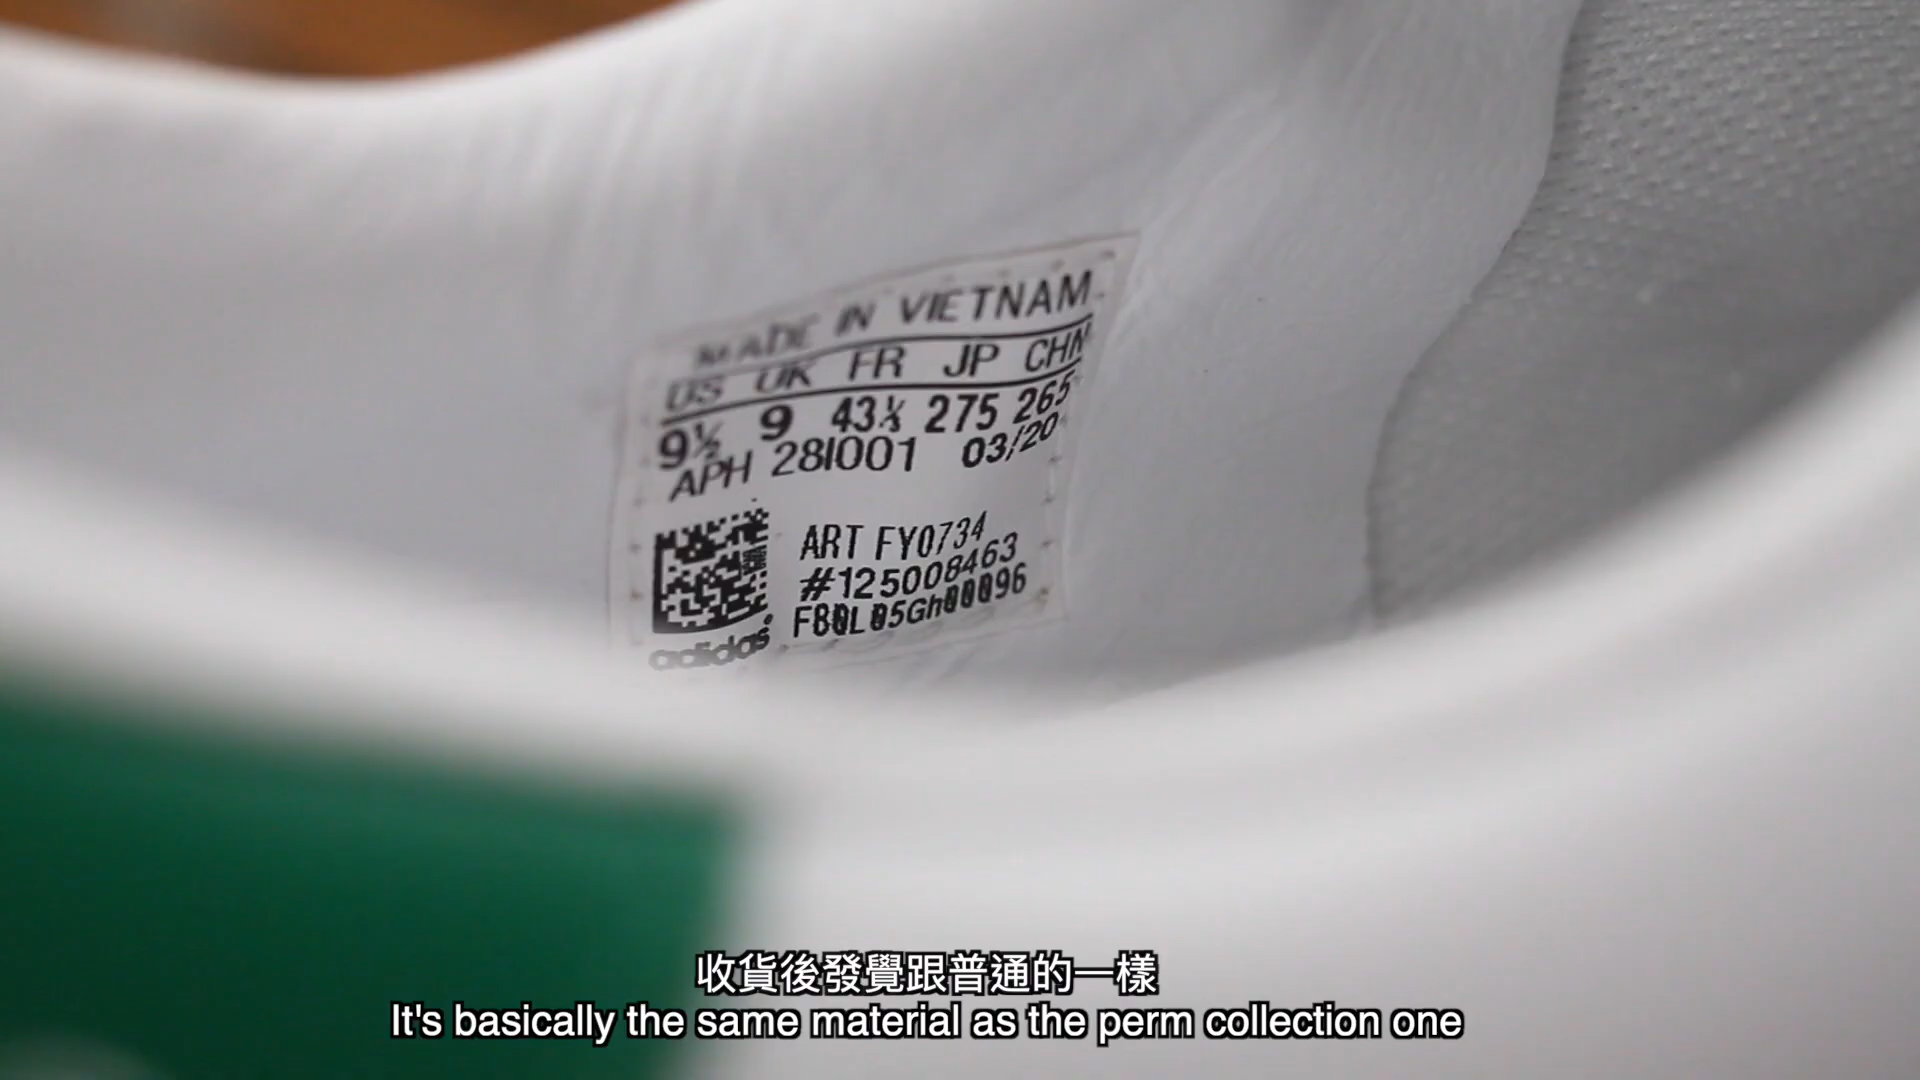 MADE IN VIETNAM
US UK FR JP CHN
9½ 9 43⅓ 275 265
APH 28I001 03/20
ART FY0734
#125008463
F80L05Gh00096
adidas
收貨後發覺跟普通的一樣
It's basically the same material as the perm collection one